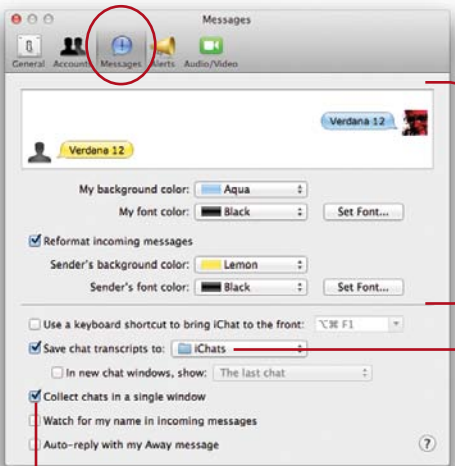 Messages
General Accounts Messages Alerts Audio/Video
Verdana 12
Verdana 12
My background color: Aqua
My font color: Black Set Font...
Reformat incoming messages
Sender's background color: Lemon
Sender's font color: Black Set Font...
Use a keyboard shortcut to bring iChat to the front: ⌥⌘ F1
Save chat transcripts to: iChats
In new chat windows, show: The last chat
Collect chats in a single window
Watch for my name in incoming messages
Auto-reply with my Away message ?